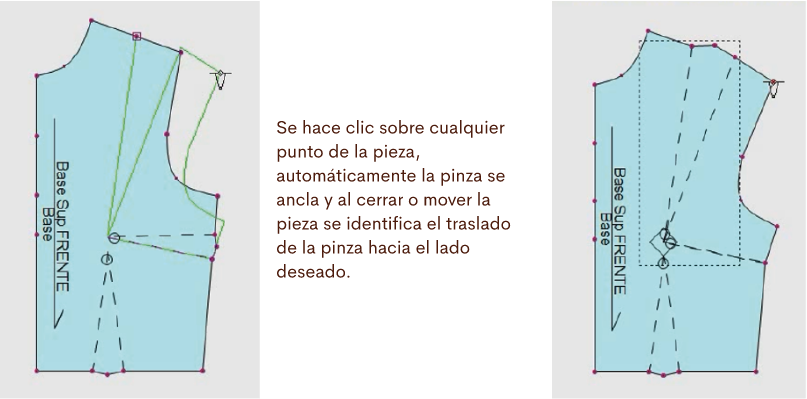 Base Sup FRENTE
Base
Se hace clic sobre cualquier
punto de la pieza,
automáticamente la pinza se
ancla y al cerrar o mover la
pieza se identifica el traslado
de la pinza hacia el lado
deseado.
Base Sup FRENTE
Base